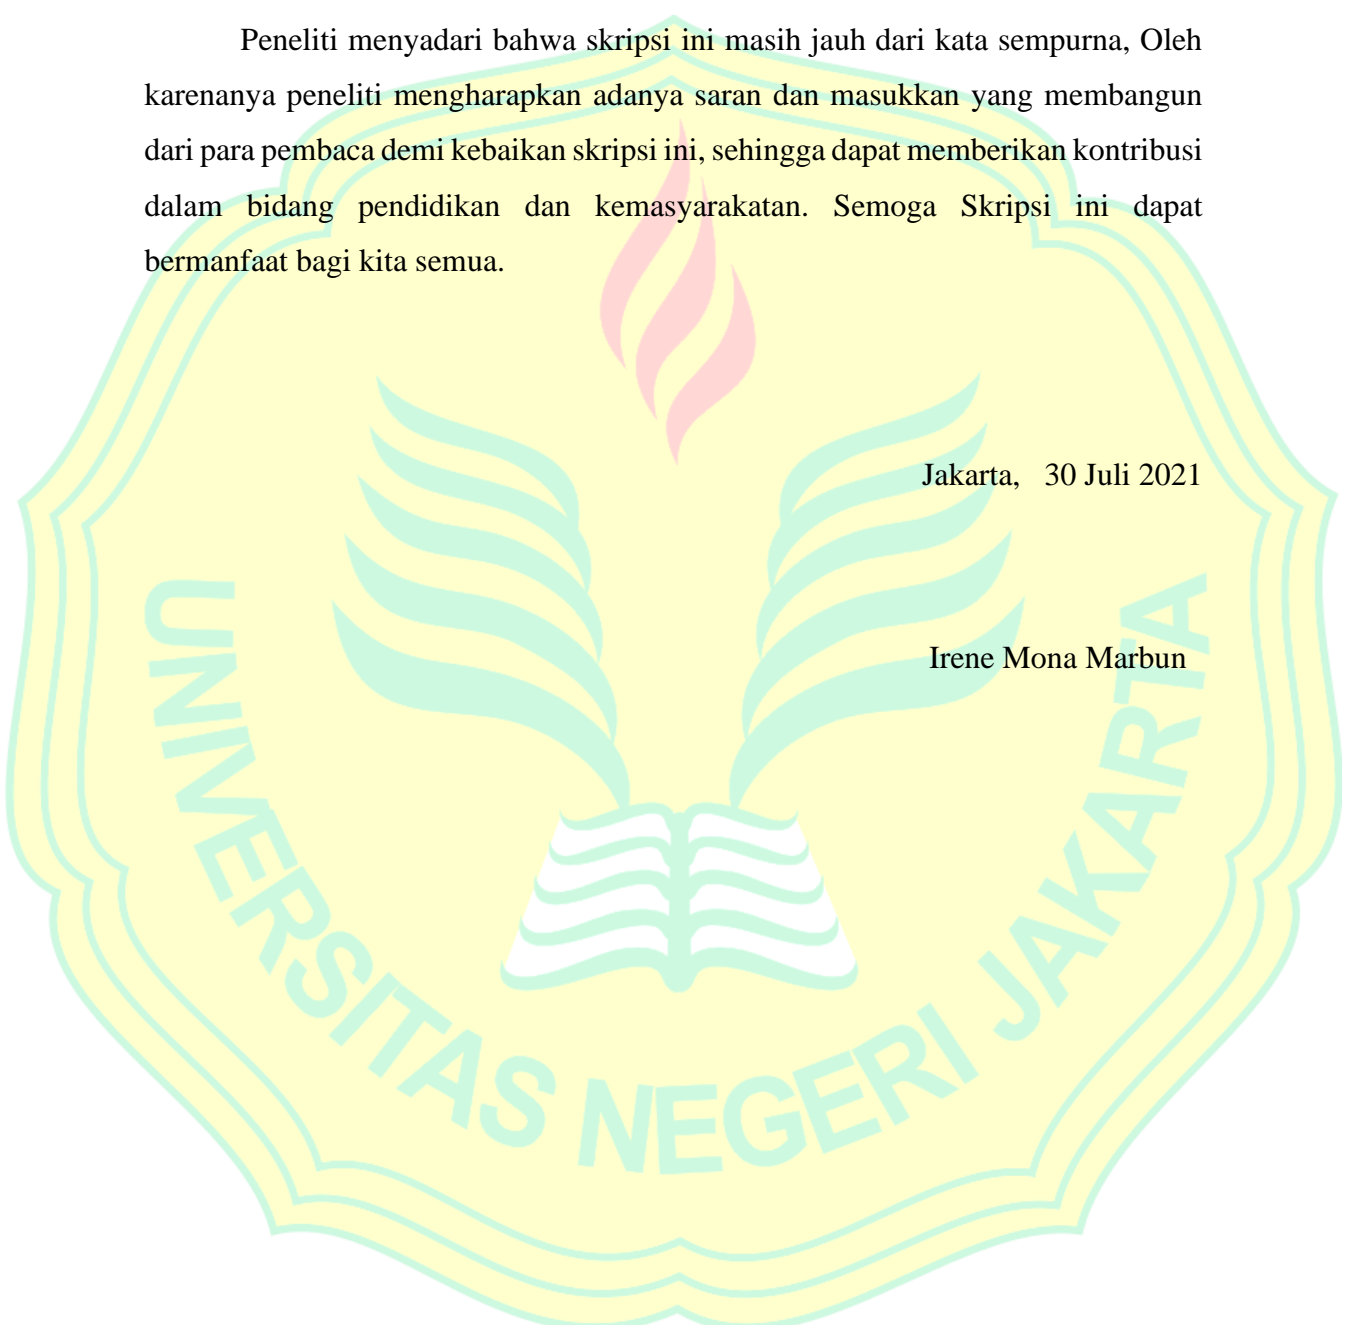 Peneliti menyadari bahwa skripsi ini masih jauh dari kata sempurna, Oleh
karenanya peneliti mengharapkan adanya saran dan masukkan yang membangun
dari para pembaca demi kebaikan skripsi ini, sehingga dapat memberikan kontribusi
dalam bidang pendidikan dan kemasyarakatan. Semoga Skripsi ini dapat
bermanfaat bagi kita semua.
Jakarta, 30 Juli 2021
Irene Mona Marbun
UNIVERSITAS NEGERI JAKARTA